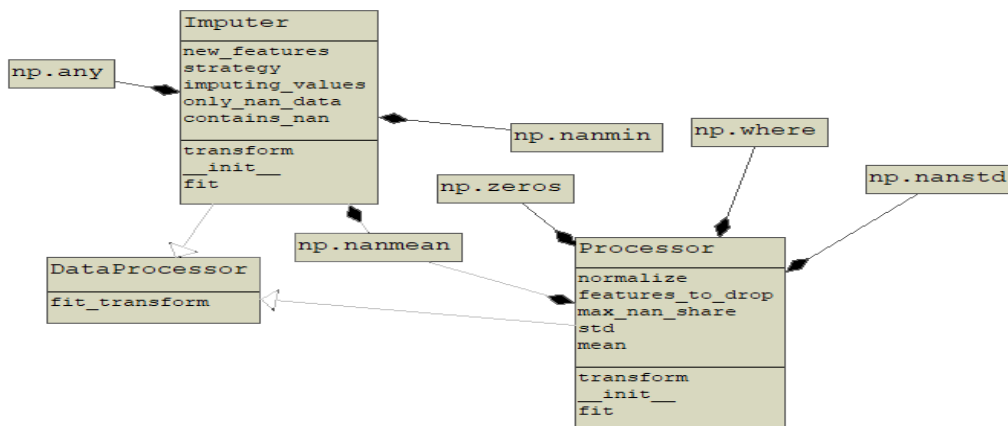 Imputer
new_features
strategy
imputing_values
only_nan_data
contains_nan
transform
__init__
fit
np.any
np.nanmin
np.where
np.nanstd
np.zeros
np.nanmean
DataProcessor
fit_transform
Processor
normalize
features_to_drop
max_nan_share
std
mean
transform
__init__
fit